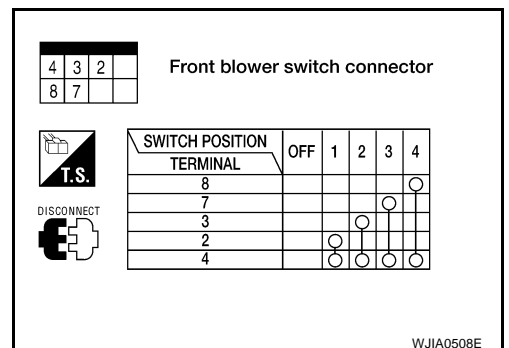 Front blower switch connector
4 3 2
8 7
T.S.
DISCONNECT
SWITCH POSITION
TERMINAL
OFF 1 2 3 4
8
7
3
2
4
WJIA0508E